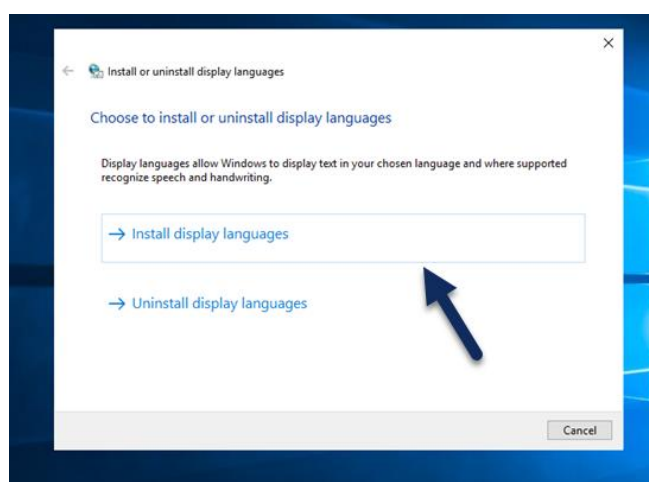 Install or uninstall display languages
Choose to install or uninstall display languages
Display languages allow Windows to display text in your chosen language and where supported
recognize speech and handwriting.
Install display languages
Uninstall display languages
Cancel